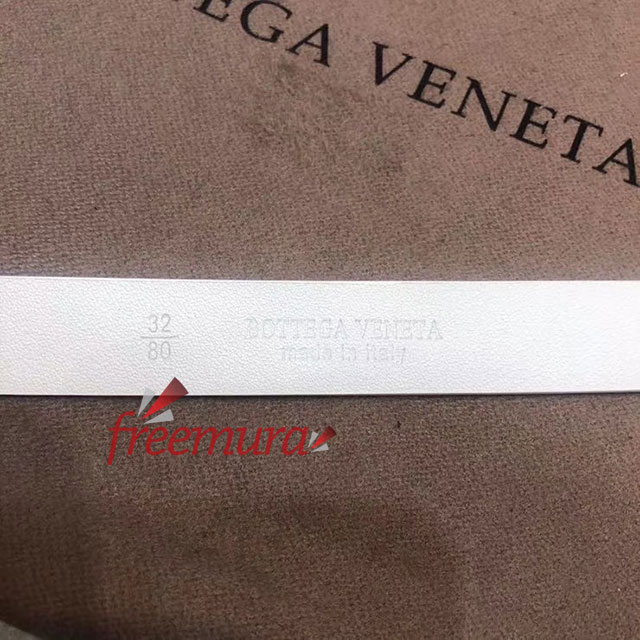 EGA VENETA
32
80
BOTTEGA VENETA
made in italy
freemura